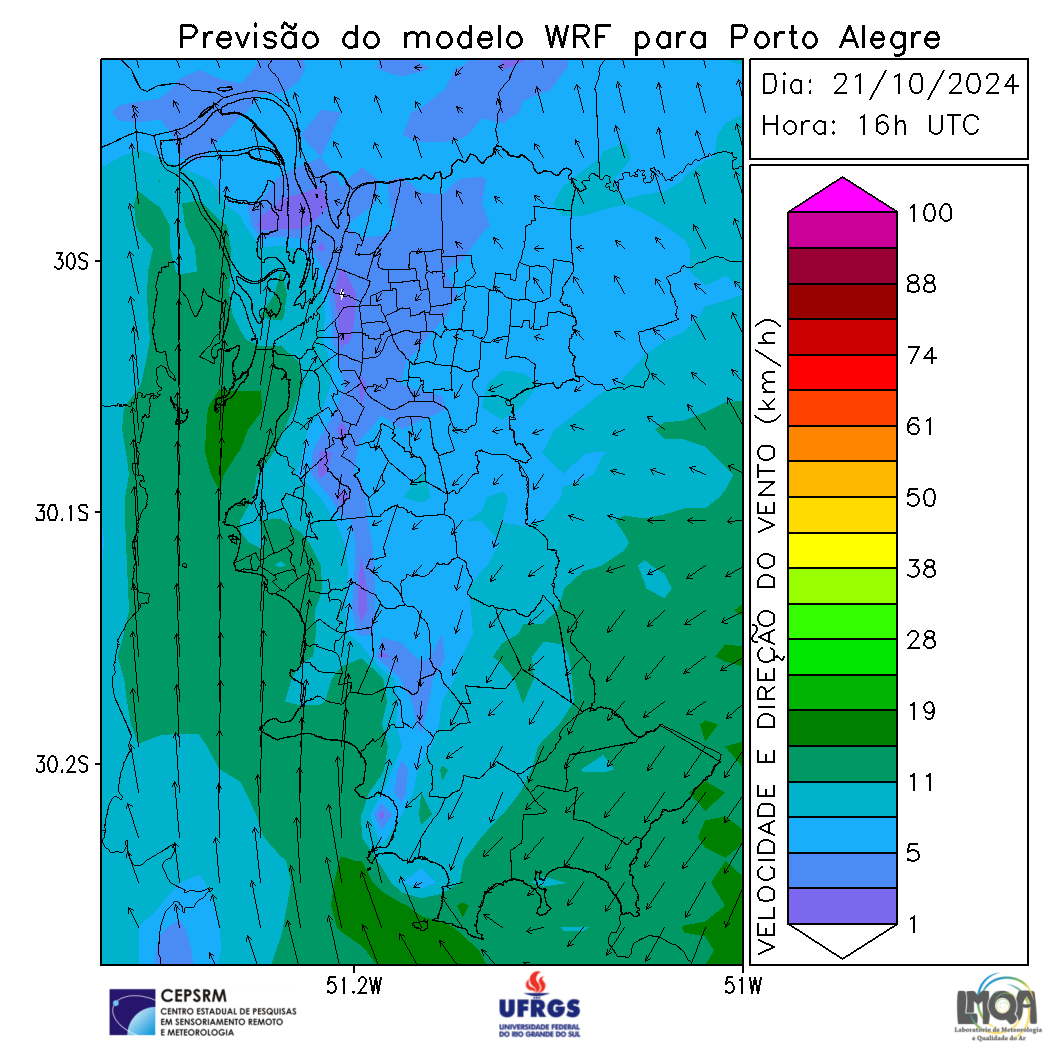 Previsão do modelo WRF para Porto Alegre
Dia: 21/10/2024
Hora: 16h UTC
30S
30.1S
30.2S
51.2W
51W
VELOCIDADE E DIREÇÃO DO VENTO (km/h)
100
88
74
61
50
38
28
19
11
5
1
CEPSRM
CENTRO ESTADUAL DE PESQUISAS
EM SENSORIAMENTO REMOTO
E METEOROLOGIA
UFRGS
UNIVERSIDADE FEDERAL
DO RIO GRANDE DO SUL
LMQA
Laboratório de Meteorologia
e Qualidade do Ar